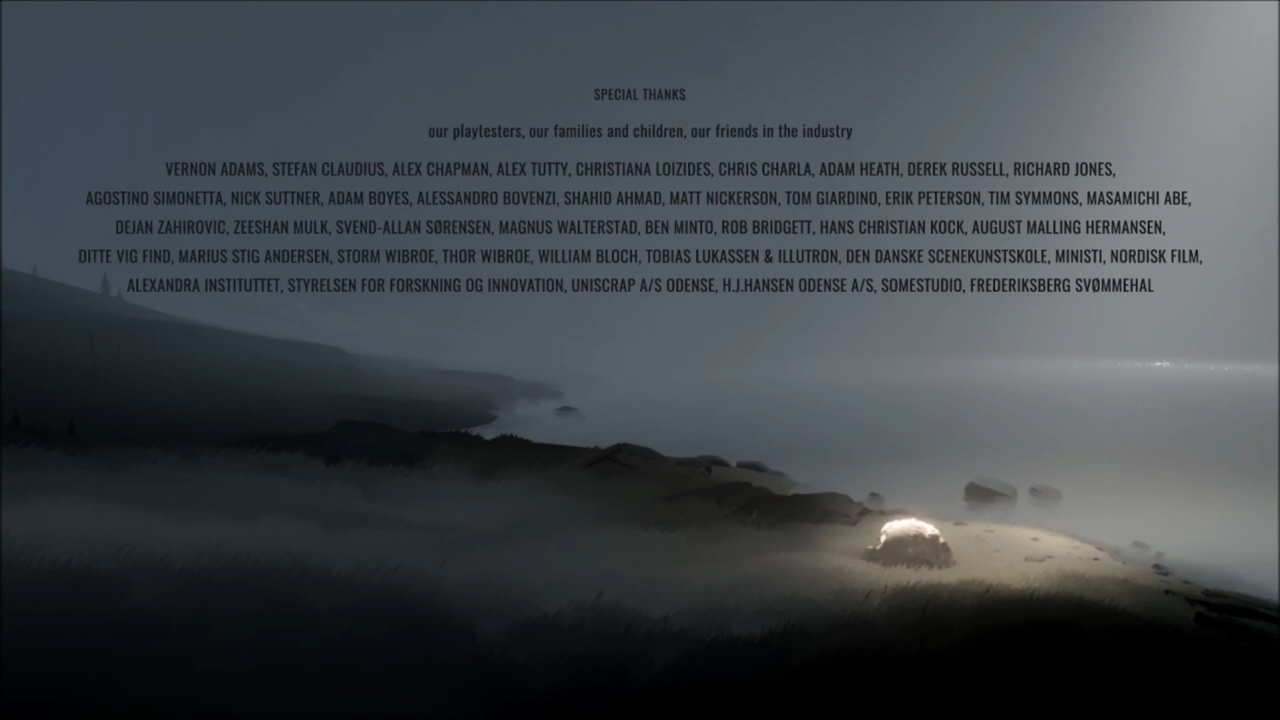 SPECIAL THANKS
our playtesters, our families and children, our friends in the industry
VERNON ADAMS, STEFAN CLAUDIUS, ALEX CHAPMAN, ALEX TUTTY, CHRISTIANA LOIZIDES, CHRIS CHARLA, ADAM HEATH, DEREK RUSSELL, RICHARD JONES,
AGOSTINO SIMONETTA, NICK SUTTNER, ADAM BOYES, ALESSANDRO BOVENZI, SHAHID AHMAD, MATT NICKERSON, TOM GIARDINO, ERIK PETERSON, TIM SYMMONS, MASAMICHI ABE,
DEJAN ZAHIROVIC, ZEESHAN MULK, SVEND-ALLAN SØRENSEN, MAGNUS WALTERSTAD, BEN MINTO, ROB BRIDGETT, HANS CHRISTIAN KOCK, AUGUST MALLING HERMANSEN,
DITTE VIG FIND, MARIUS STIG ANDERSEN, STORM WIBROE, THOR WIBROE, WILLIAM BLOCH, TOBIAS LUKASSEN & ILLUTRON, DEN DANSKE SCENEKUNSTSKOLE, MINISTI, NORDISK FILM,
ALEXANDRA INSTITUTTET, STYRELSEN FOR FORSKNING OG INNOVATION, UNISCRAP A/S ODENSE, H.J.HANSEN ODENSE A/S, SOMESTUDIO, FREDERIKSBERG SVØMMEHAL